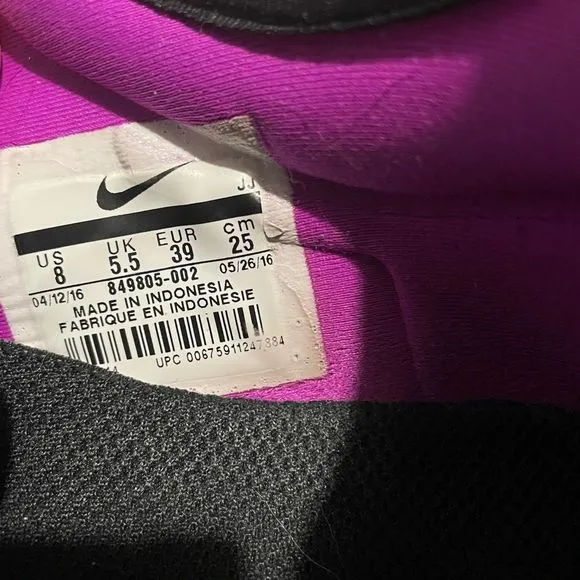 JJ
US UK EUR cm
8 5.5 39 25
04/12/16 849805-002 05/26/16
MADE IN INDONESIA
FABRIQUE EN INDONESIE
UPC 00675911247884